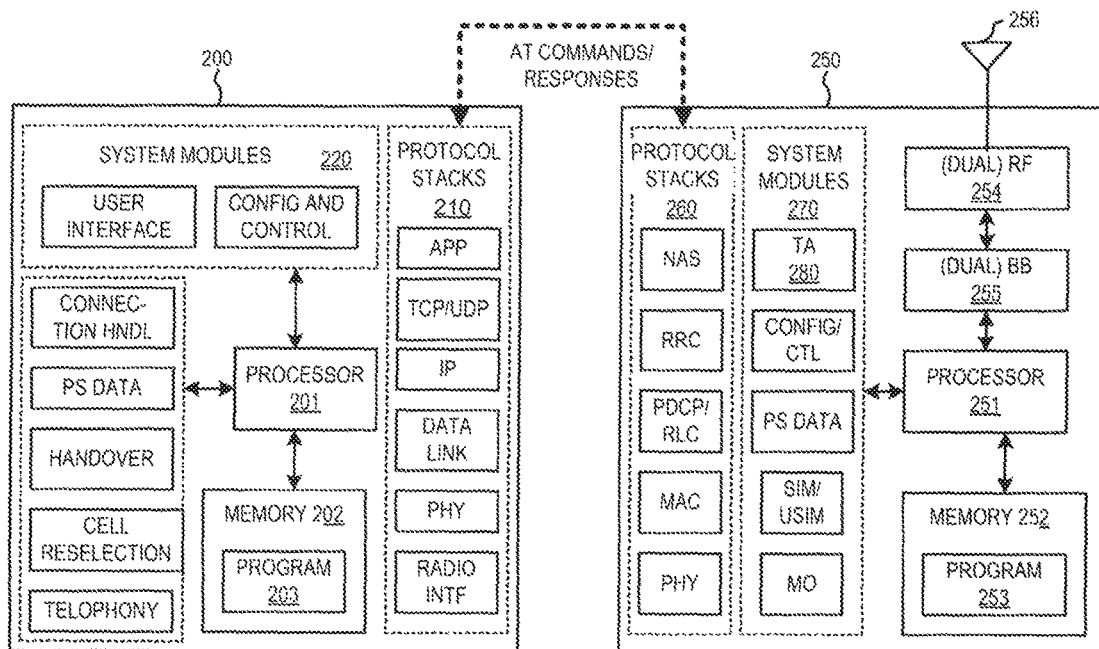 256
AT COMMANDS/
RESPONSES
200
250
SYSTEM MODULES 220
USER
INTERFACE
CONFIG AND
CONTROL
CONNEC-
TION HNDL
PS DATA
HANDOVER
CELL
RESELECTION
TELOPHONY
PROCESSOR
201
MEMORY 202
PROGRAM
203
PROTOCOL
STACKS
210
APP
TCP/UDP
IP
DATA
LINK
PHY
RADIO
INTF
PROTOCOL
STACKS
260
NAS
RRC
PDCP/
RLC
MAC
PHY
SYSTEM
MODULES
270
TA
280
CONFIG/
CTL
PS DATA
SIM/
USIM
MO
(DUAL) RF
254
(DUAL) BB
255
PROCESSOR
251
MEMORY 252
PROGRAM
253